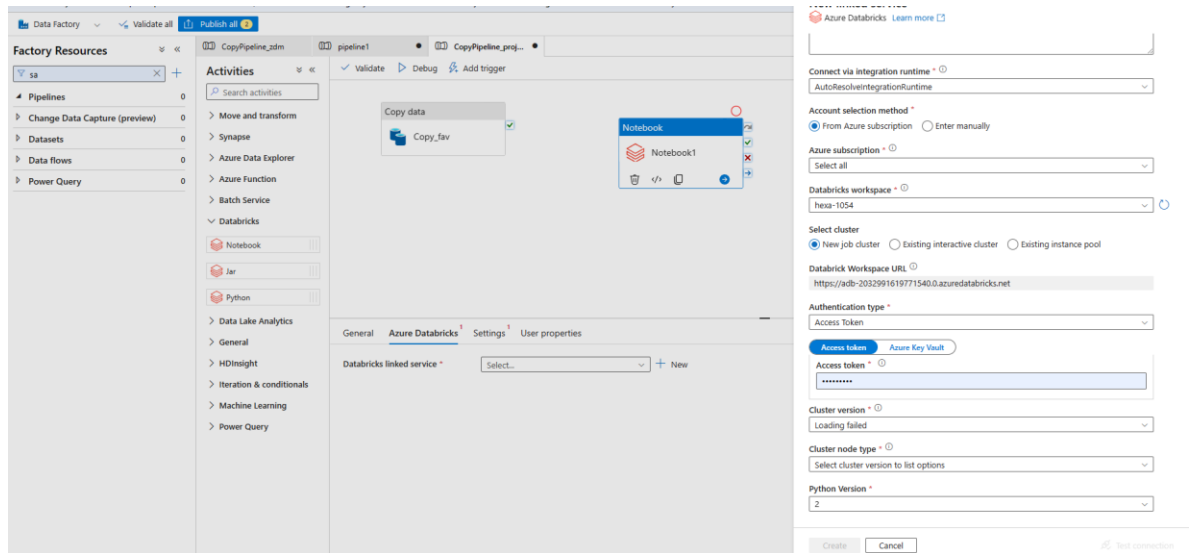 Data Factory
Validate all
Publish all 2
Factory Resources
sa
Pipelines 0
Change Data Capture (preview) 0
Datasets 0
Data flows 0
Power Query 0
CopyPipeline_zdm
pipeline1
CopyPipeline_proj...
Activities
Search activities
Move and transform
Synapse
Azure Data Explorer
Azure Function
Batch Service
Databricks
Notebook
Jar
Python
Data Lake Analytics
General
HDInsight
Iteration & conditionals
Machine Learning
Power Query
Validate
Debug
Add trigger
Copy data
Copy_fav
Notebook
Notebook1
General
Azure Databricks 1
Settings 1
User properties
Databricks linked service *
Select...
New
New linked service
Azure Databricks Learn more
Connect via integration runtime *
AutoResolveIntegrationRuntime
Account selection method *
From Azure subscription Enter manually
Azure subscription *
Select all
Databricks workspace *
hexa-1054
Select cluster
New job cluster Existing interactive cluster Existing instance pool
Databrick Workspace URL
https://adb-2032991619771540.0.azuredatabricks.net
Authentication type *
Access Token
Access token Azure Key Vault
Access token *
•••••••••
Cluster version *
Loading failed
Cluster node type *
Select cluster version to list options
Python Version *
2
Create
Cancel
Test connection